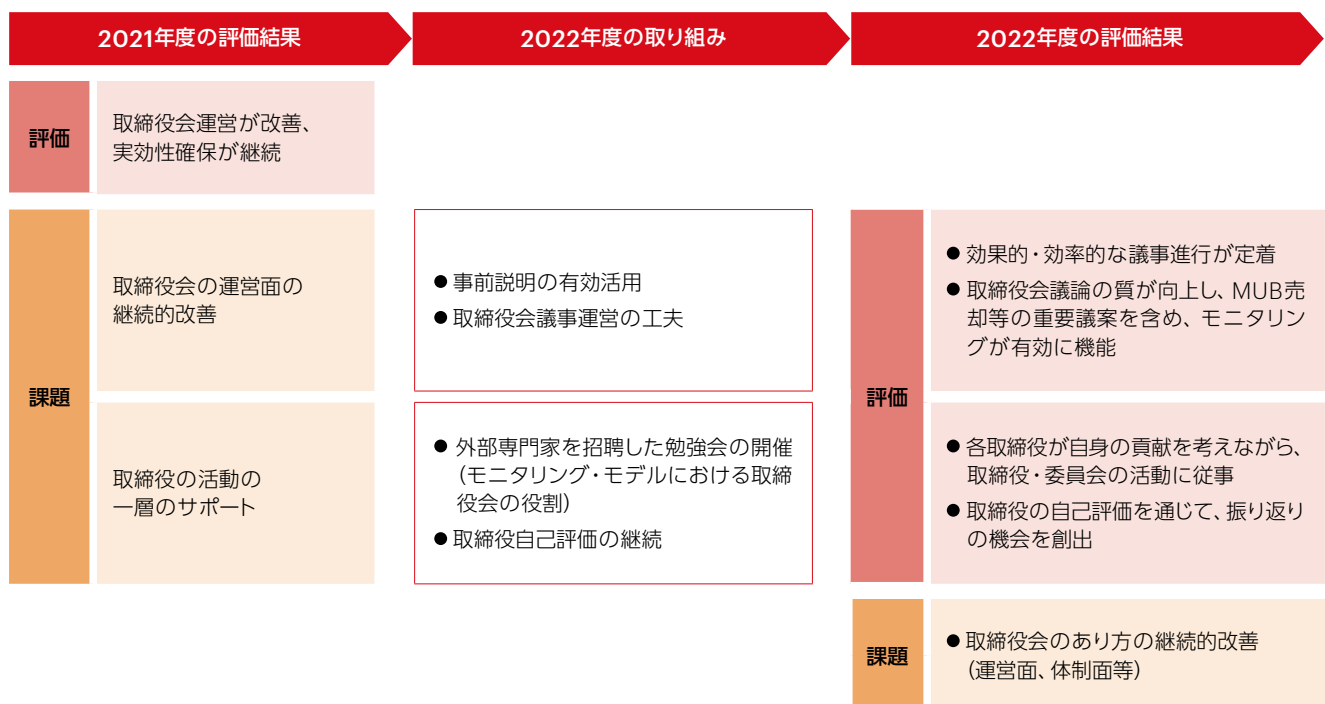 2021年度の評価結果
2022年度の取り組み
2022年度の評価結果
評価
取締役会運営が改善、
実効性確保が継続
課題
取締役会の運営面の
継続的改善
● 事前説明の有効活用
● 取締役会議事運営の工夫
評価
● 効果的・効率的な議事進行が定着
● 取締役会議論の質が向上し、MUB売
却等の重要議案を含め、モニタリン
グが有効に機能
取締役の活動の
一層のサポート
● 外部専門家を招聘した勉強会の開催
(モニタリング・モデルにおける取締
役会の役割)
● 取締役自己評価の継続
● 各取締役が自身の貢献を考えながら、
取締役・委員会の活動に従事
● 取締役の自己評価を通じて、振り返り
の機会を創出
課題
● 取締役会のあり方の継続的改善
(運営面、体制面等)